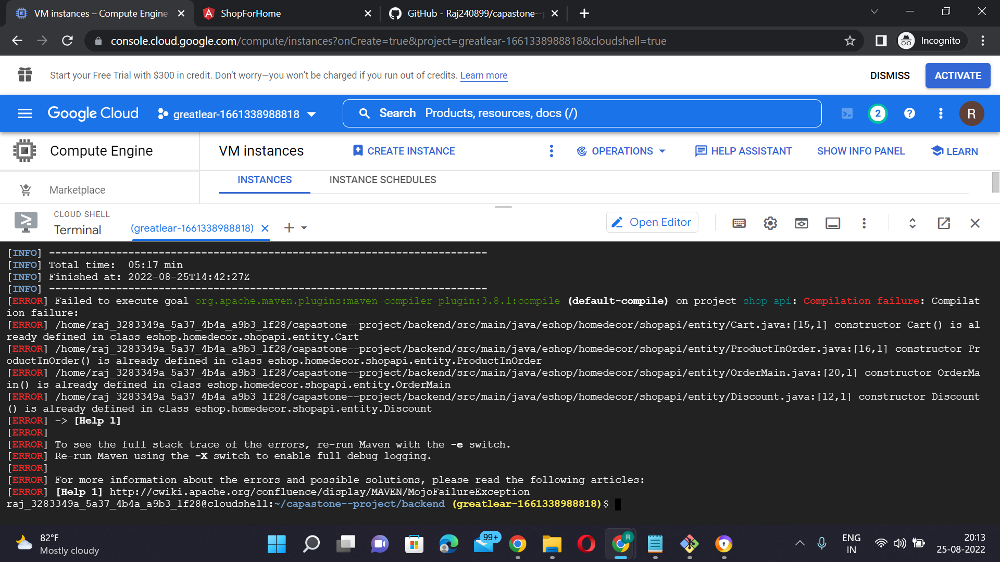 VM instances – Compute Engine
ShopForHome
GitHub - Raj240899/capastone--
console.cloud.google.com/compute/instances?onCreate=true&project=greatlear-1661338988818&cloudshell=true
Incognito
Start your Free Trial with $300 in credit. Don't worry—you won't be charged if you run out of credits. Learn more
DISMISS
ACTIVATE
Google Cloud
greatlear-1661338988818
Search Products, resources, docs (/)
2
R
Compute Engine
VM instances
CREATE INSTANCE
OPERATIONS
HELP ASSISTANT
SHOW INFO PANEL
LEARN
Marketplace
INSTANCES
INSTANCE SCHEDULES
CLOUD SHELL
Terminal
(greatlear-1661338988818)
Open Editor
[INFO] ------------------------------------------------------------------------
[INFO] Total time:  05:17 min
[INFO] Finished at: 2022-08-25T14:42:27Z
[INFO] ------------------------------------------------------------------------
[ERROR] Failed to execute goal org.apache.maven.plugins:maven-compiler-plugin:3.8.1:compile (default-compile) on project shop-api: Compilation failure: Compilat
ion failure:
[ERROR] /home/raj_3283349a_5a37_4b4a_a9b3_1f28/capastone--project/backend/src/main/java/eshop/homedecor/shopapi/entity/Cart.java:[15,1] constructor Cart() is al
ready defined in class eshop.homedecor.shopapi.entity.Cart
[ERROR] /home/raj_3283349a_5a37_4b4a_a9b3_1f28/capastone--project/backend/src/main/java/eshop/homedecor/shopapi/entity/ProductInOrder.java:[16,1] constructor Pr
oductInOrder() is already defined in class eshop.homedecor.shopapi.entity.ProductInOrder
[ERROR] /home/raj_3283349a_5a37_4b4a_a9b3_1f28/capastone--project/backend/src/main/java/eshop/homedecor/shopapi/entity/OrderMain.java:[20,1] constructor OrderMa
in() is already defined in class eshop.homedecor.shopapi.entity.OrderMain
[ERROR] /home/raj_3283349a_5a37_4b4a_a9b3_1f28/capastone--project/backend/src/main/java/eshop/homedecor/shopapi/entity/Discount.java:[12,1] constructor Discount
() is already defined in class eshop.homedecor.shopapi.entity.Discount
[ERROR] -> [Help 1]
[ERROR]
[ERROR] To see the full stack trace of the errors, re-run Maven with the -e switch.
[ERROR] Re-run Maven using the -X switch to enable full debug logging.
[ERROR]
[ERROR] For more information about the errors and possible solutions, please read the following articles:
[ERROR] [Help 1] http://cwiki.apache.org/confluence/display/MAVEN/MojoFailureException
raj_3283349a_5a37_4b4a_a9b3_1f28@cloudshell:~/capastone--project/backend (greatlear-1661338988818)$
82°F
Mostly cloudy
99+
R
ENG
IN
20:13
25-08-2022